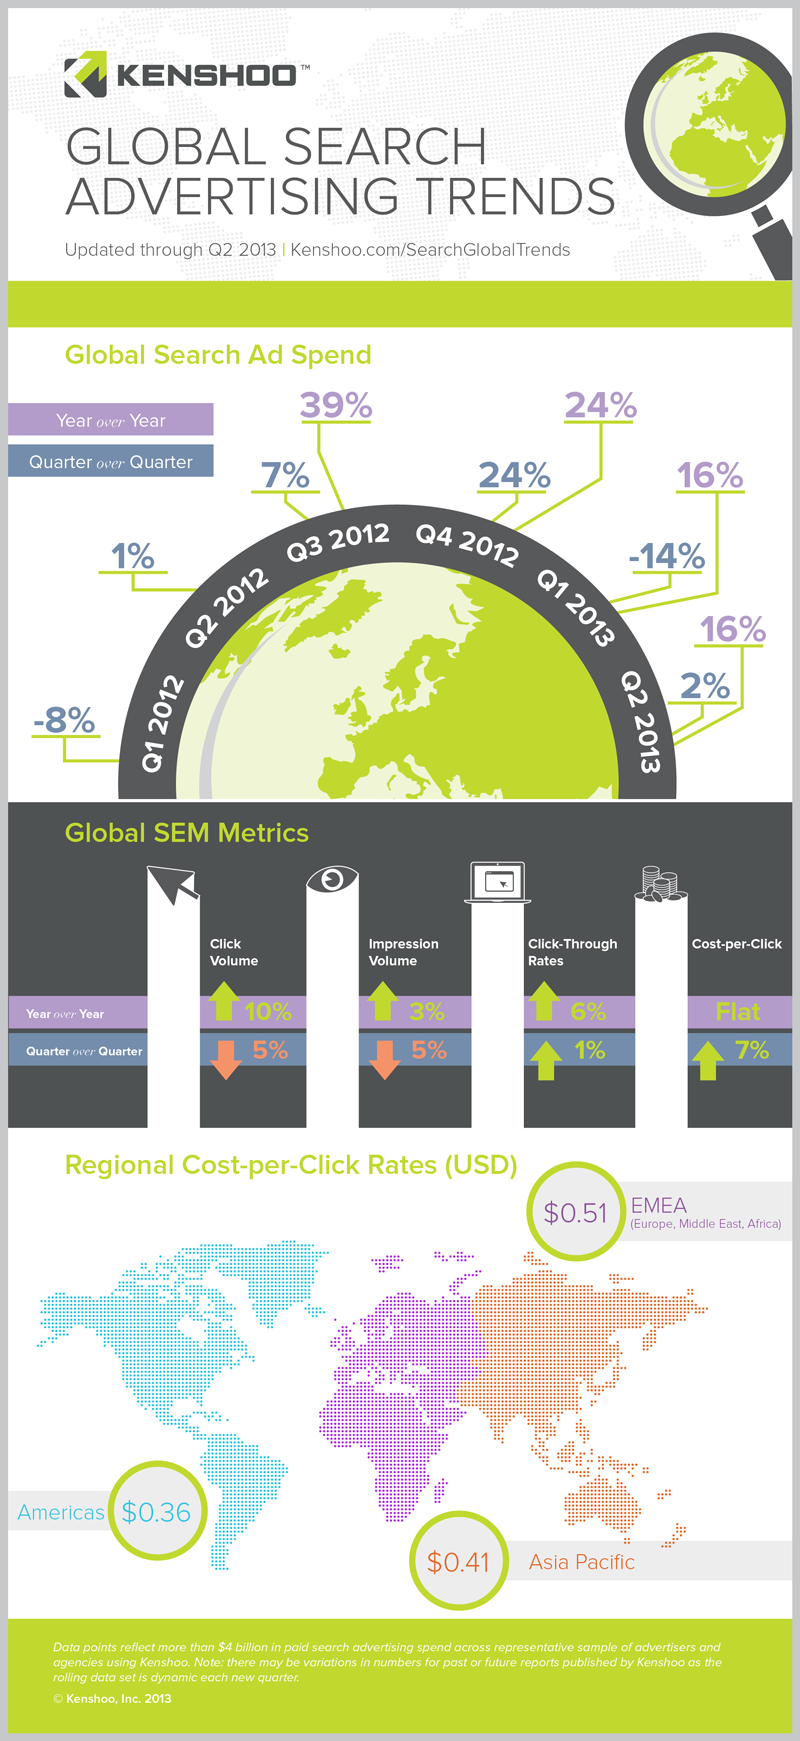 KENSHOO™
GLOBAL SEARCH
ADVERTISING TRENDS
Updated through Q2 2013 | Kenshoo.com/SearchGlobalTrends
Global Search Ad Spend
Year over Year
Quarter over Quarter
-8%
1%
7%
39%
24%
24%
-14%
16%
2%
16%
Q1 2012
Q2 2012
Q3 2012
Q4 2012
Q1 2013
Q2 2013
Global SEM Metrics
Click
Volume
Impression
Volume
Click-Through
Rates
Cost-per-Click
Year over Year
10%
3%
6%
Flat
Quarter over Quarter
5%
5%
1%
7%
Regional Cost-per-Click Rates (USD)
$0.51
EMEA
(Europe, Middle East, Africa)
Americas
$0.36
$0.41
Asia Pacific
Data points reflect more than $4 billion in paid search advertising spend across representative sample of advertisers and
agencies using Kenshoo. Note: there may be variations in numbers for past or future reports published by Kenshoo as the
rolling data set is dynamic each new quarter.
© Kenshoo, Inc. 2013